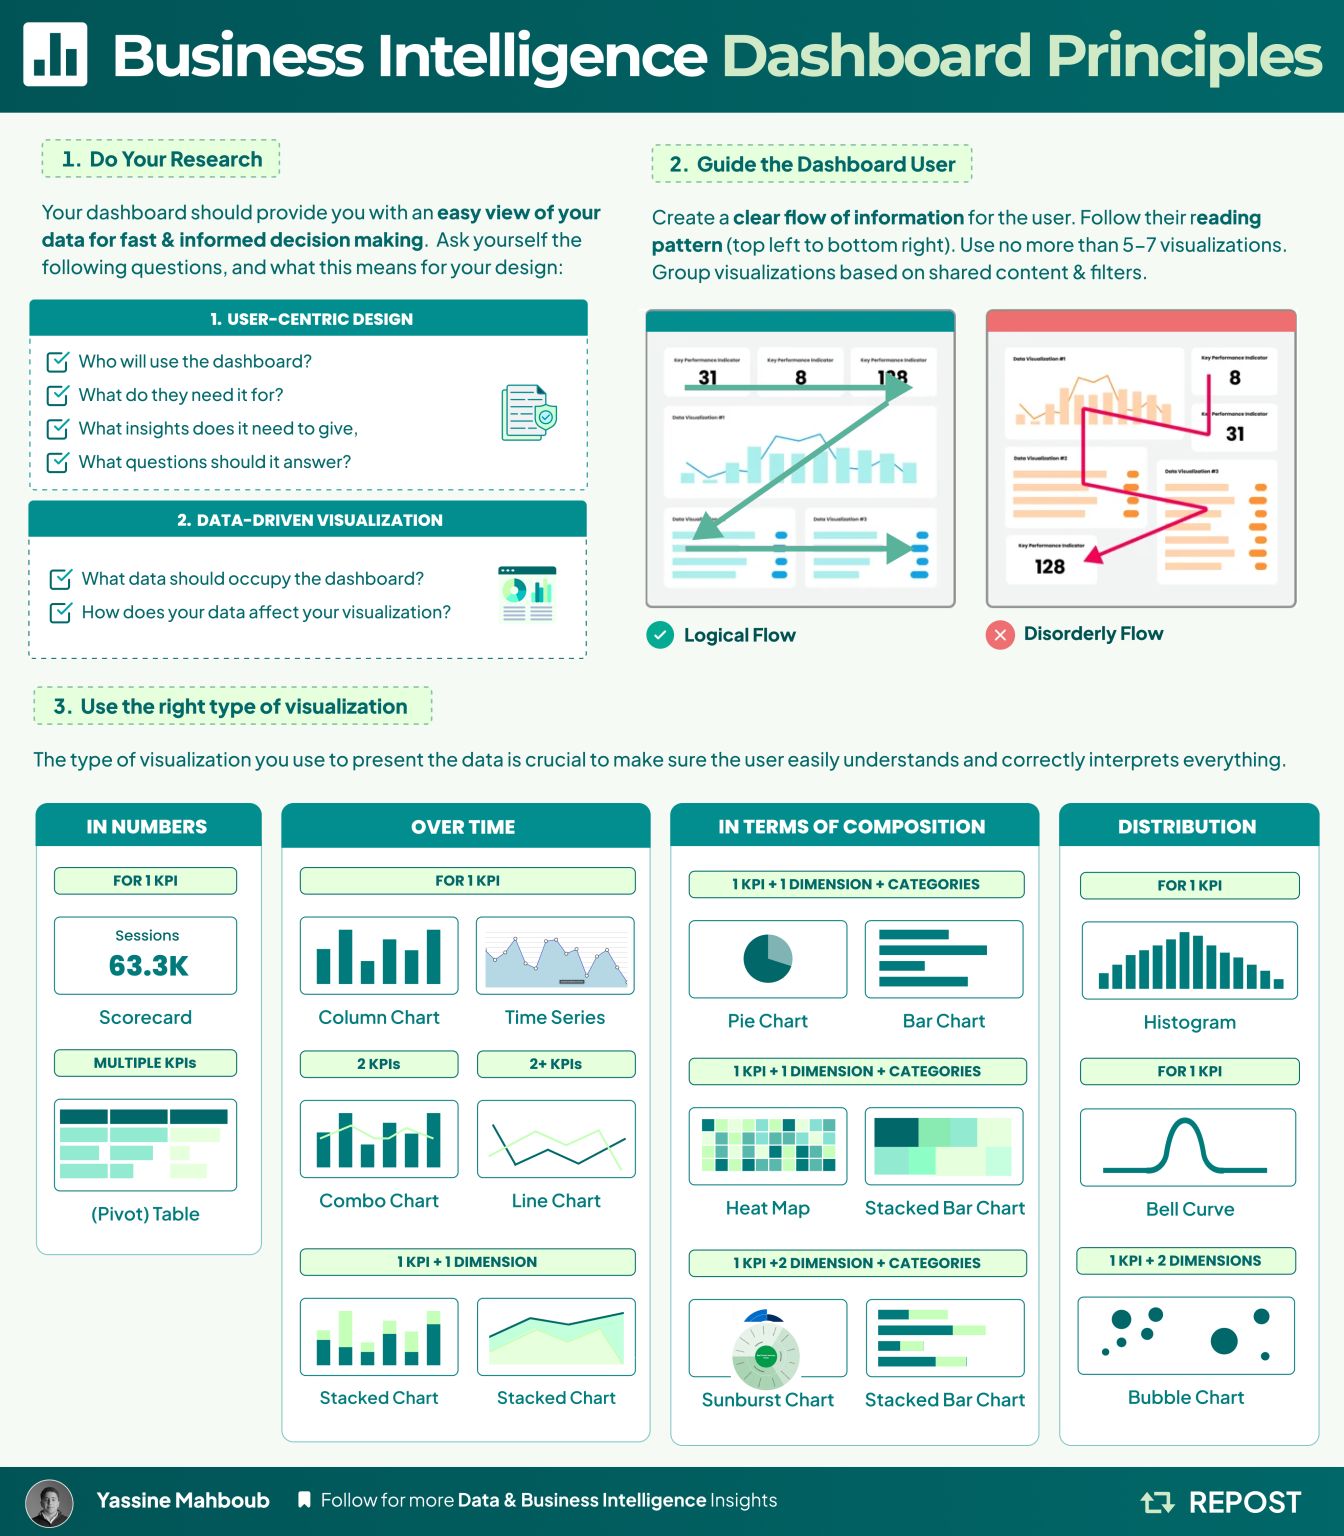 Business Intelligence Dashboard Principles
1. Do Your Research
Your dashboard should provide you with an easy view of your
data for fast & informed decision making. Ask yourself the
following questions, and what this means for your design:
1. USER-CENTRIC DESIGN
Who will use the dashboard?
What do they need it for?
What insights does it need to give,
What questions should it answer?
2. DATA-DRIVEN VISUALIZATION
What data should occupy the dashboard?
How does your data affect your visualization?
2. Guide the Dashboard User
Create a clear flow of information for the user. Follow their reading
pattern (top left to bottom right). Use no more than 5-7 visualizations.
Group visualizations based on shared content & filters.
Key Performance Indicator
31
Key Performance Indicator
8
Key Performance Indicator
128
Data Visualization #1
Data Visualization #3
Logical Flow
Data Visualization #1
Key Performance Indicator
8
Key Performance Indicator
31
Data Visualization #2
Data Visualization #3
Key Performance Indicator
128
Disorderly Flow
3. Use the right type of visualization
The type of visualization you use to present the data is crucial to make sure the user easily understands and correctly interprets everything.
IN NUMBERS
FOR 1 KPI
Sessions
63.3K
Scorecard
MULTIPLE KPIs
(Pivot) Table
OVER TIME
FOR 1 KPI
Column Chart
Time Series
2 KPIs
2+ KPIs
Combo Chart
Line Chart
1 KPI + 1 DIMENSION
Stacked Chart
Stacked Chart
IN TERMS OF COMPOSITION
1 KPI + 1 DIMENSION + CATEGORIES
Pie Chart
Bar Chart
1 KPI + 1 DIMENSION + CATEGORIES
Heat Map
Stacked Bar Chart
1 KPI +2 DIMENSION + CATEGORIES
Sunburst Chart
Stacked Bar Chart
DISTRIBUTION
FOR 1 KPI
Histogram
FOR 1 KPI
Bell Curve
1 KPI + 2 DIMENSIONS
Bubble Chart
Yassine Mahboub
Follow for more Data & Business Intelligence Insights
REPOST